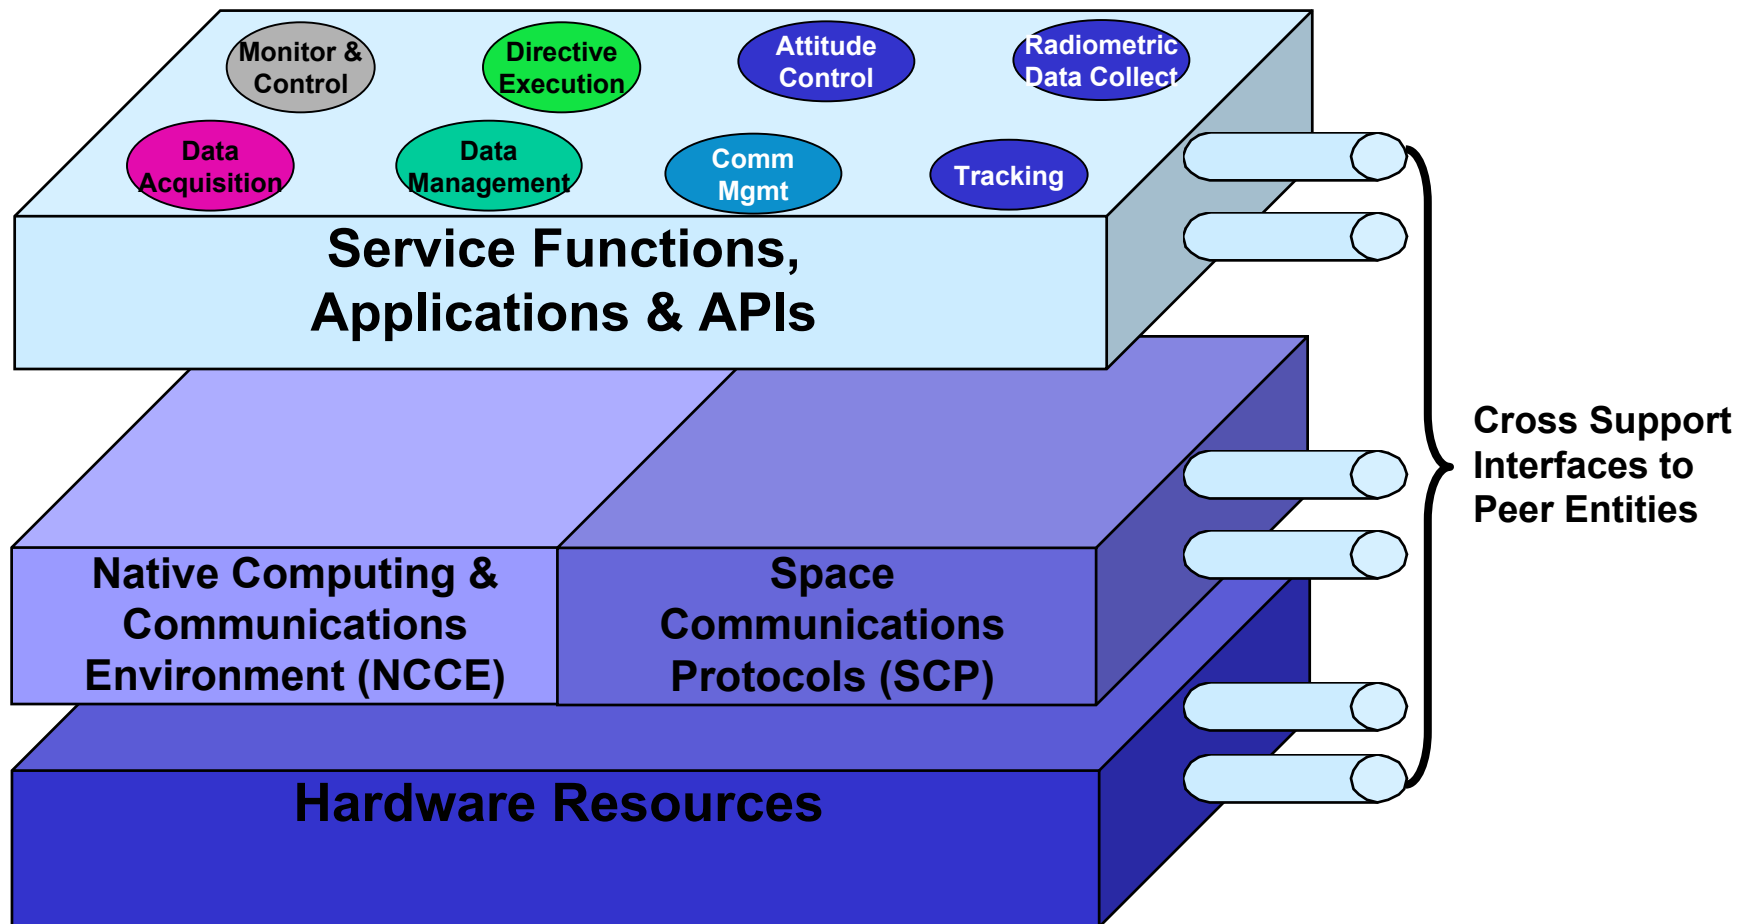 Monitor &
Control
Directive
Execution
Attitude
Control
Radiometric
Data Collect
Data
Acquisition
Data
Management
Comm
Mgmt
Tracking
Service Functions,
Applications & APIs
Native Computing &
Communications
Environment (NCCE)
Space
Communications
Protocols (SCP)
Hardware Resources
Cross Support
Interfaces to
Peer Entities